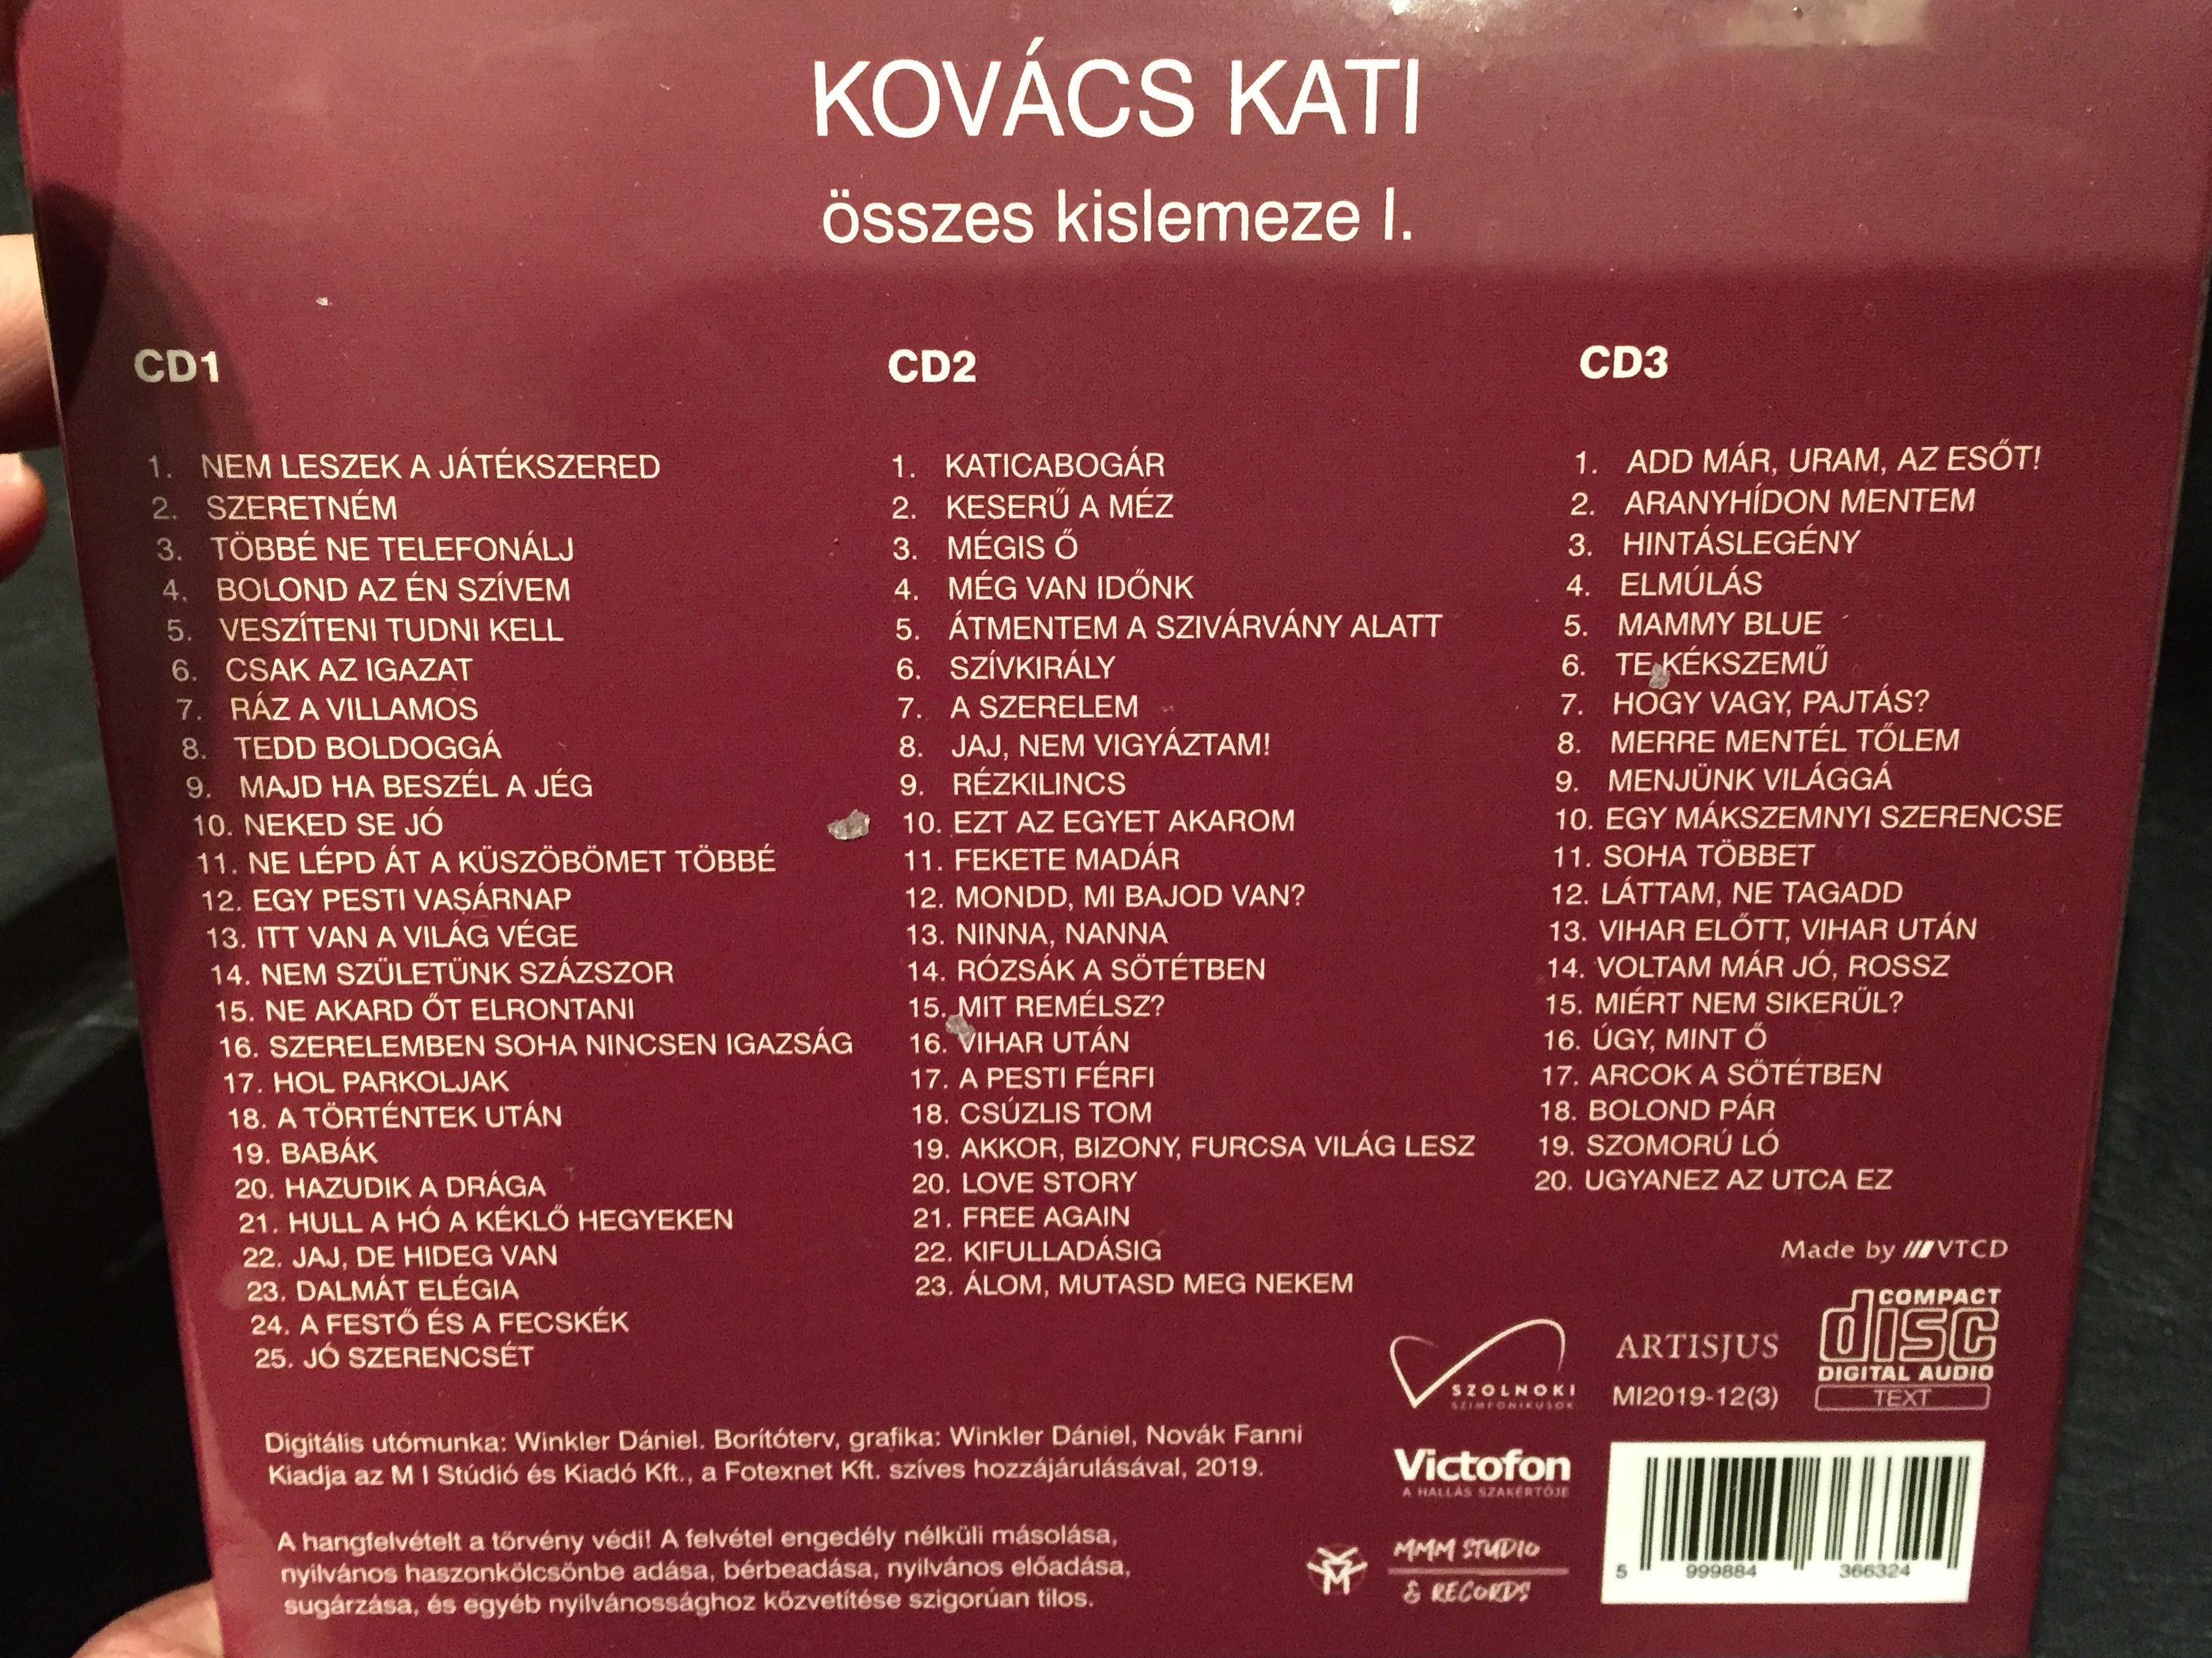 KOVÁCS KATI
összes kislemeze I.
CD1
1. NEM LESZEK A JÁTÉKSZERED
2. SZERETNÉM
3. TÖBBÉ NE TELEFONÁLJ
4. BOLOND AZ ÉN SZÍVEM
5. VESZÍTENI TUDNI KELL
6. CSAK AZ IGAZAT
7. RÁZ A VILLAMOS
8. TEDD BOLDOGGÁ
9. MAJD HA BESZÉL A JÉG
10. NEKED SE JÓ
11. NE LÉPD ÁT A KÜSZÖBÖMET TÖBBÉ
12. EGY PESTI VASÁRNAP
13. ITT VAN A VILÁG VÉGE
14. NEM SZÜLETÜNK SZÁZSZOR
15. NE AKARD ŐT ELRONTANI
16. SZERELEMBEN SOHA NINCSEN IGAZSÁG
17. HOL PARKOLJAK
18. A TÖRTÉNTEK UTÁN
19. BABÁK
20. HAZUDIK A DRÁGA
21. HULL A HÓ A KÉKLŐ HEGYEKEN
22. JAJ, DE HIDEG VAN
23. DALMÁT ELÉGIA
24. A FESTŐ ÉS A FECSKÉK
25. JÓ SZERENCSÉT
CD2
1. KATICABOGÁR
2. KESERŰ A MÉZ
3. MÉGIS Ő
4. MÉG VAN IDŐNK
5. ÁTMENTEM A SZIVÁRVÁNY ALATT
6. SZÍVKIRÁLY
7. A SZERELEM
8. JAJ, NEM VIGYÁZTAM!
9. RÉZKILINCS
10. EZT AZ EGYET AKAROM
11. FEKETE MADÁR
12. MONDD, MI BAJOD VAN?
13. NINNA, NANNA
14. RÓZSÁK A SÖTÉTBEN
15. MIT REMÉLSZ?
16. VIHAR UTÁN
17. A PESTI FÉRFI
18. CSÚZLIS TOM
19. AKKOR, BIZONY, FURCSA VILÁG LESZ
20. LOVE STORY
21. FREE AGAIN
22. KIFULLADÁSIG
23. ÁLOM, MUTASD MEG NEKEM
CD3
1. ADD MÁR, URAM, AZ ESŐT!
2. ARANYHÍDON MENTEM
3. HINTÁSLEGÉNY
4. ELMÚLÁS
5. MAMMY BLUE
6. TE KÉKSZEMŰ
7. HOGY VAGY, PAJTÁS?
8. MERRE MENTÉL TŐLEM
9. MENJÜNK VILÁGGÁ
10. EGY MÁKSZEMNYI SZERENCSE
11. SOHA TÖBBET
12. LÁTTAM, NE TAGADD
13. VIHAR ELŐTT, VIHAR UTÁN
14. VOLTAM MÁR JÓ, ROSSZ
15. MIÉRT NEM SIKERÜL?
16. ÚGY, MINT Ő
17. ARCOK A SÖTÉTBEN
18. BOLOND PÁR
19. SZOMORÚ LÓ
20. UGYANEZ AZ UTCA EZ
Made by VTCD
SZOLNOKI
SZIMFONIKUSOK
ARTISJUS
MI2019-12(3)
COMPACT
disc
DIGITAL AUDIO
TEXT
Digitális utómunka: Winkler Dániel. Borítóterv, grafika: Winkler Dániel, Novák Fanni
Kiadja az M I Stúdió és Kiadó Kft., a Fotexnet Kft. szíves hozzájárulásával, 2019.
Victofon
A HALLÁS SZAKÉRTŐJE
A hangfelvételt a törvény védi! A felvétel engedély nélküli másolása,
nyilvános haszonkölcsönbe adása, bérbeadása, nyilvános előadása,
sugárzása, és egyéb nyilvánossághoz közvetítése szigorúan tilos.
MMM STUDIO
& RECORDS
5 999884 366324